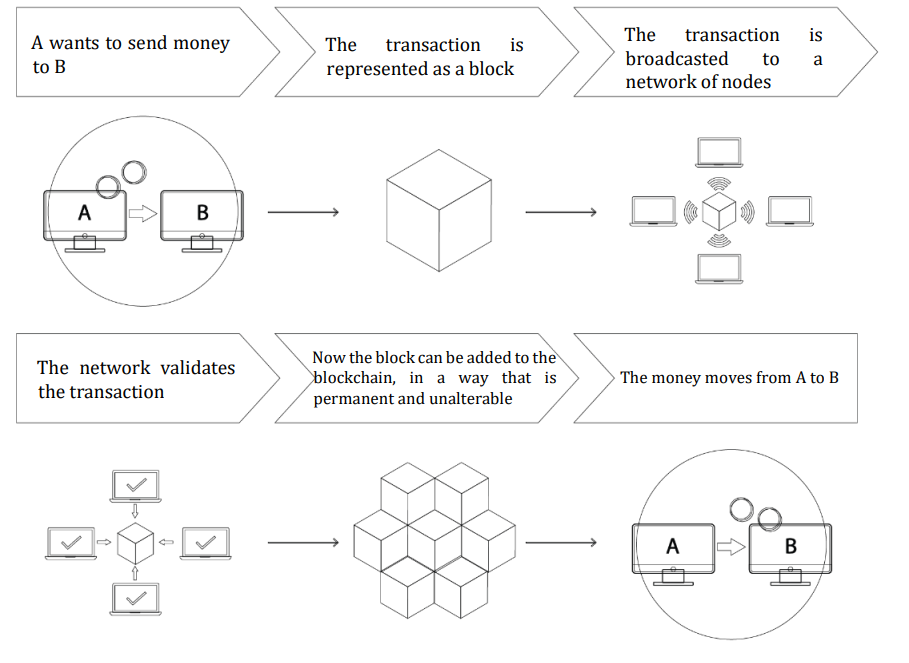 A wants to send money
to B
The transaction is
represented as a block
The transaction is
broadcasted to a
network of nodes
A
B
The network validates
the transaction
Now the block can be added to the
blockchain, in a way that is
permanent and unalterable
The money moves from A to B
A
B